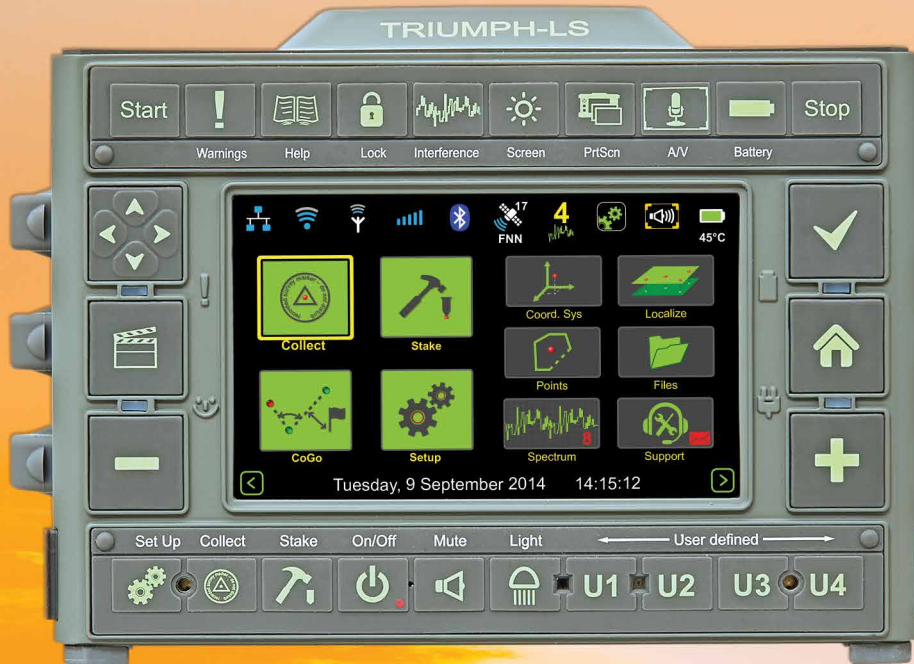 TRIUMPH-LS
Start
Stop
Warnings Help Lock Interference Screen PrtScn A/V Battery
17
FNN
4
45°C
Collect Stake Coord. Sys Localize
Points Files
8
CoGo Setup Spectrum Support
Tuesday, 9 September 2014 14:15:12
Set Up Collect Stake On/Off Mute Light User defined
U1 U2 U3 U4